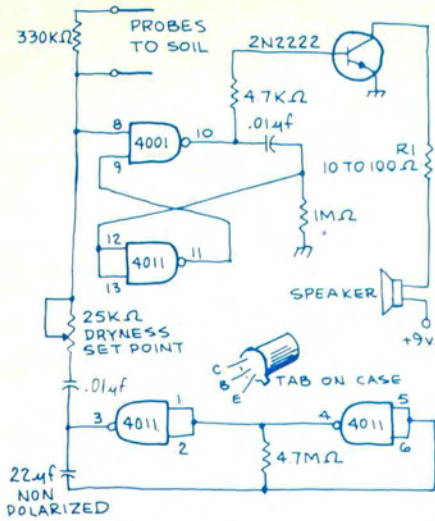 330KΩ
PROBES
TO SOIL
2N2222
4.7KΩ
.01µf
8
4001
10
9
R1
10 TO 100Ω
1MΩ
12
4011
11
13
SPEAKER
+9V
25KΩ
DRYNESS
SET POINT
C
B
E
TAB ON CASE
.01µf
3
4011
1
2
4
4011
5
6
4.7MΩ
22µf
NON
POLARIZED